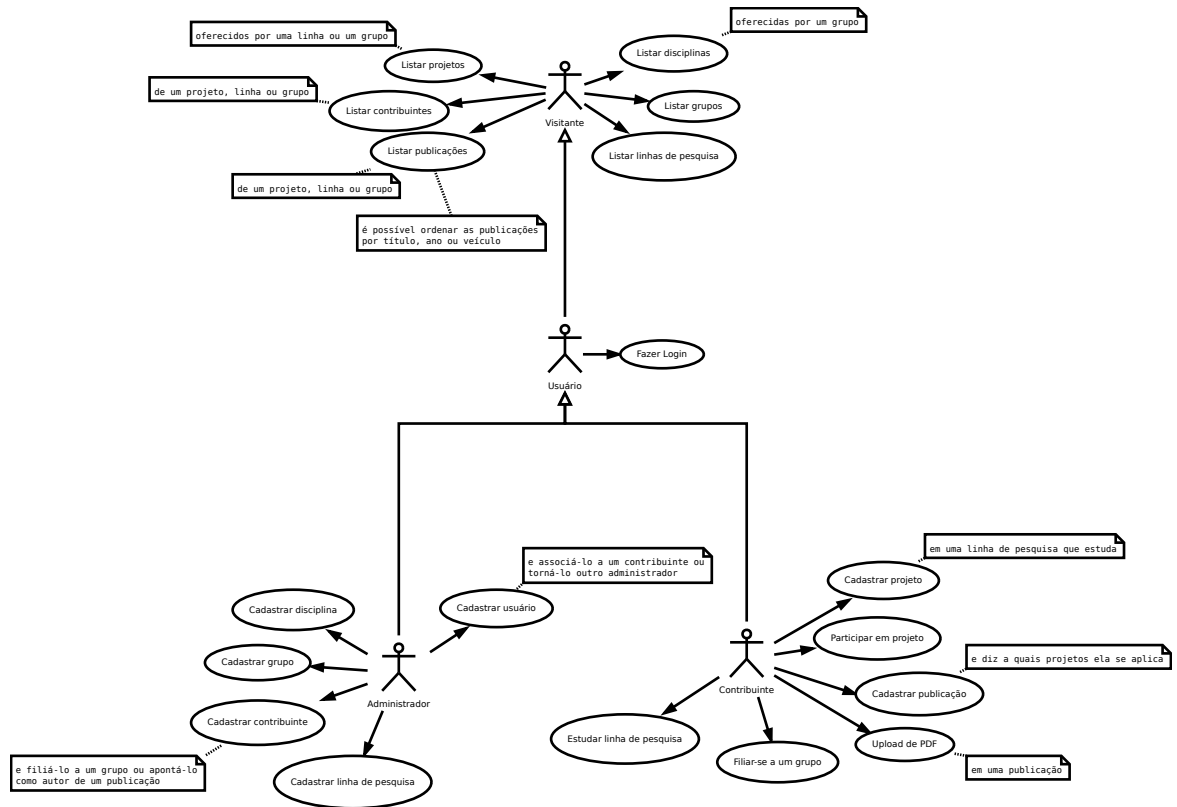 oferecidas por um grupo
oferecidos por uma linha ou um grupo
Listar disciplinas
Listar projetos
de um projeto, linha ou grupo
Listar grupos
Listar contribuintes
Visitante
Listar publicações
Listar linhas de pesquisa
de um projeto, linha ou grupo
é possível ordenar as publicações
por título, ano ou veículo
Fazer Login
Usuário
em uma linha de pesquisa que estuda
e associá-lo a um contribuinte ou
torná-lo outro administrador
Cadastrar projeto
Cadastrar disciplina
Cadastrar usuário
Participar em projeto
e diz a quais projetos ela se aplica
Cadastrar grupo
Contribuinte
Cadastrar publicação
Administrador
Cadastrar contribuinte
Estudar linha de pesquisa
Upload de PDF
Filiar-se a um grupo
e filiá-lo a um grupo ou apontá-lo
como autor de um publicação
em uma publicação
Cadastrar linha de pesquisa